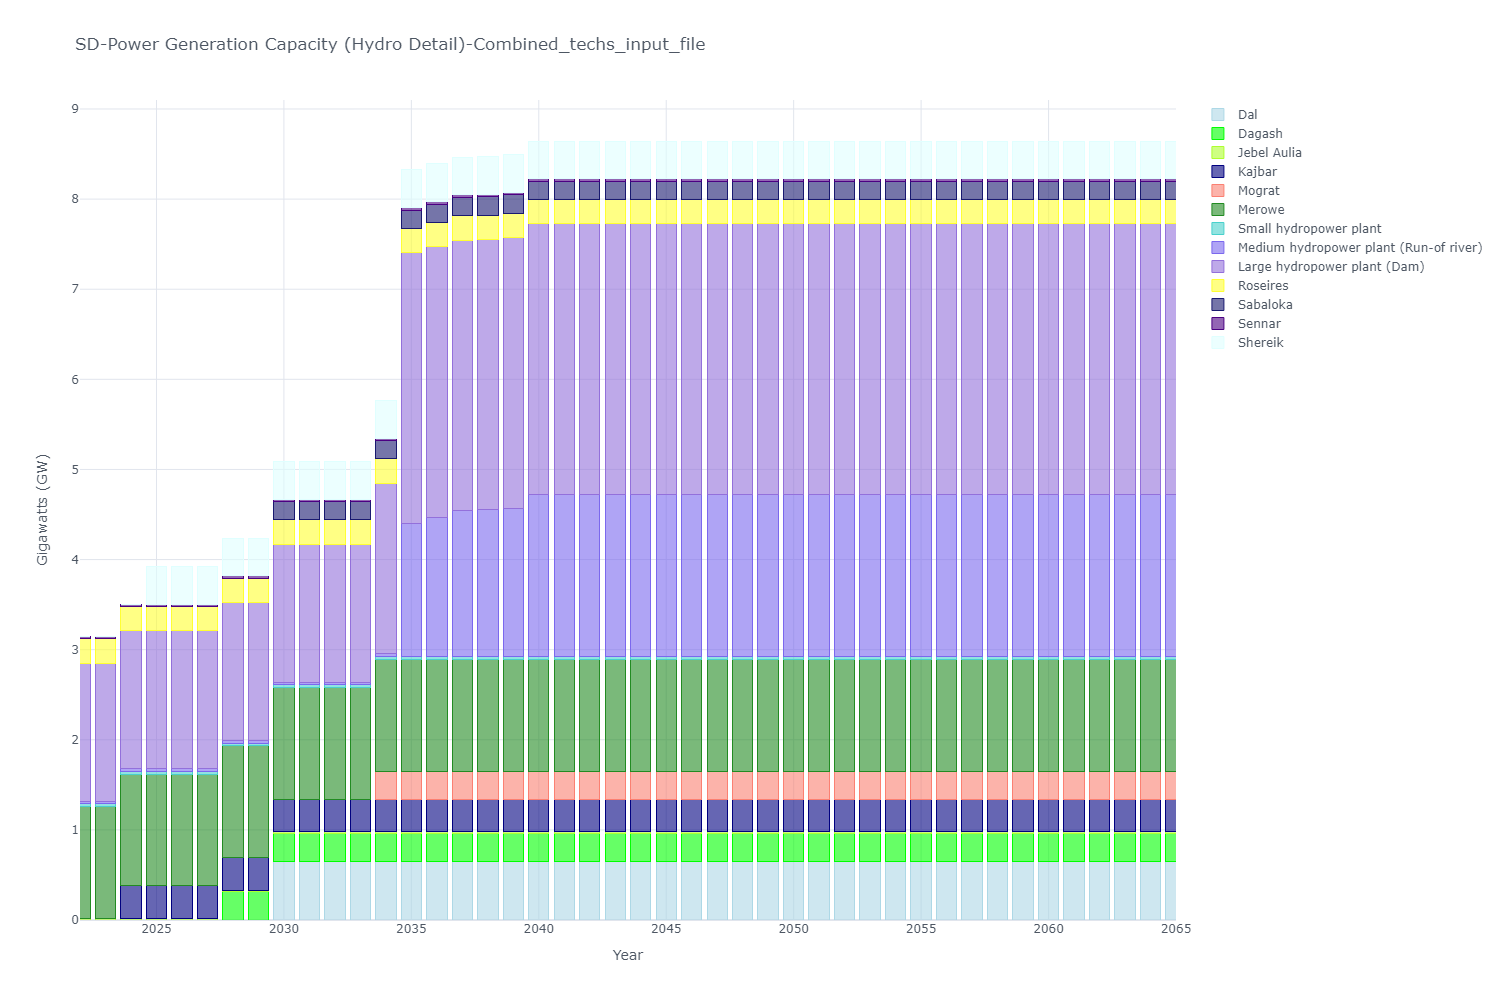 SD-Power Generation Capacity (Hydro Detail)-Combined_techs_input_file
9
8
7
6
5
4
3
2
1
0
Gigawatts (GW)
2025
2030
2035
2040
2045
2050
2055
2060
2065
Year
Dal
Dagash
Jebel Aulia
Kajbar
Mograt
Merowe
Small hydropower plant
Medium hydropower plant (Run-of river)
Large hydropower plant (Dam)
Roseires
Sabaloka
Sennar
Shereik